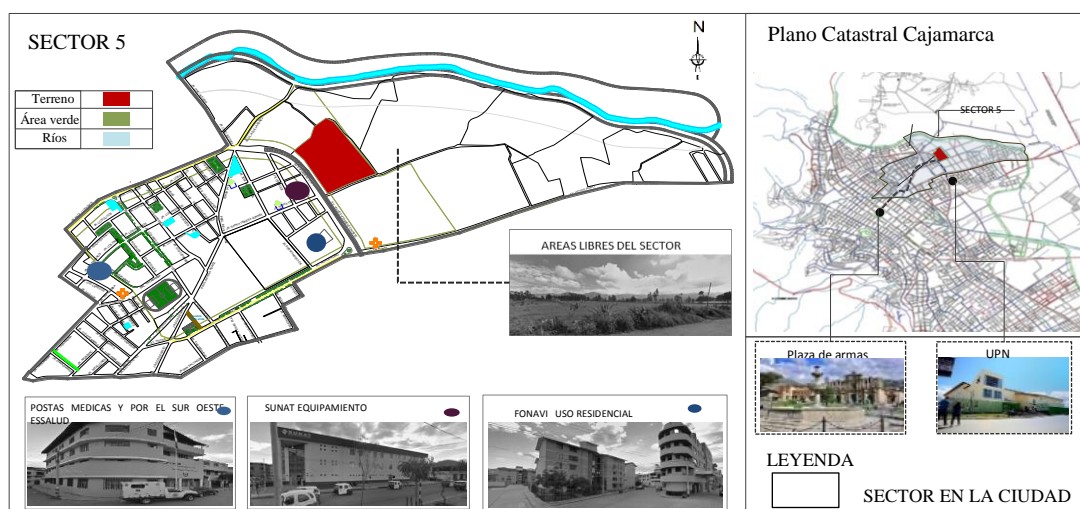 SECTOR 5
Terreno
Área verde
Ríos
N
AREAS LIBRES DEL SECTOR
POSTAS MEDICAS Y POR EL SUR OESTE
ESSALUD
SUNAT EQUIPAMIENTO
FONAVI USO RESIDENCIAL
Plano Catastral Cajamarca
SECTOR 5
Plaza de armas
UPN
LEYENDA
SECTOR EN LA CIUDAD